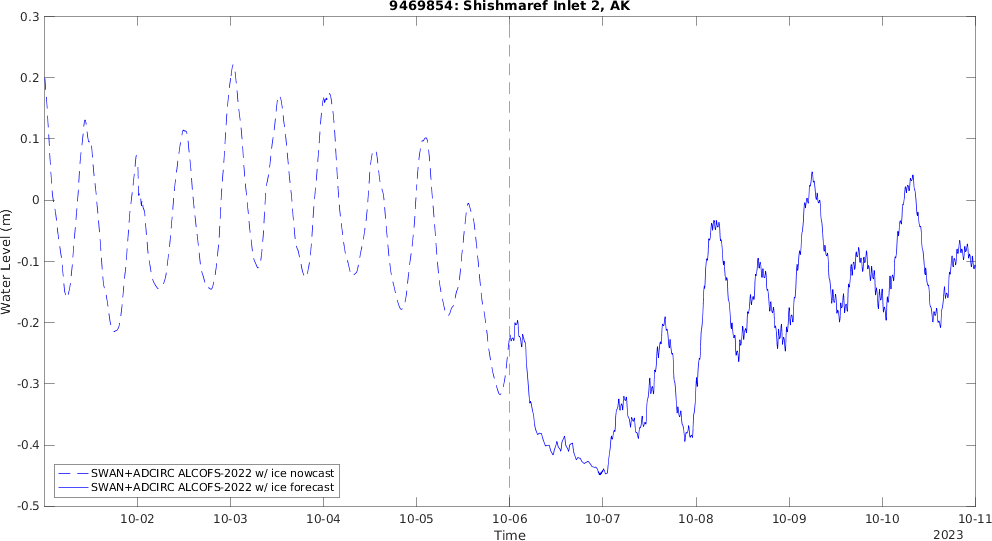 9469854: Shishmaref Inlet 2, AK
0.3
0.2
0.1
0
-0.1
-0.2
-0.3
-0.4
-0.5
Water Level (m)
SWAN+ADCIRC ALCOFS-2022 w/ ice nowcast
SWAN+ADCIRC ALCOFS-2022 w/ ice forecast
10-02 10-03 10-04 10-05 10-06 10-07 10-08 10-09 10-10 10-11
Time
2023